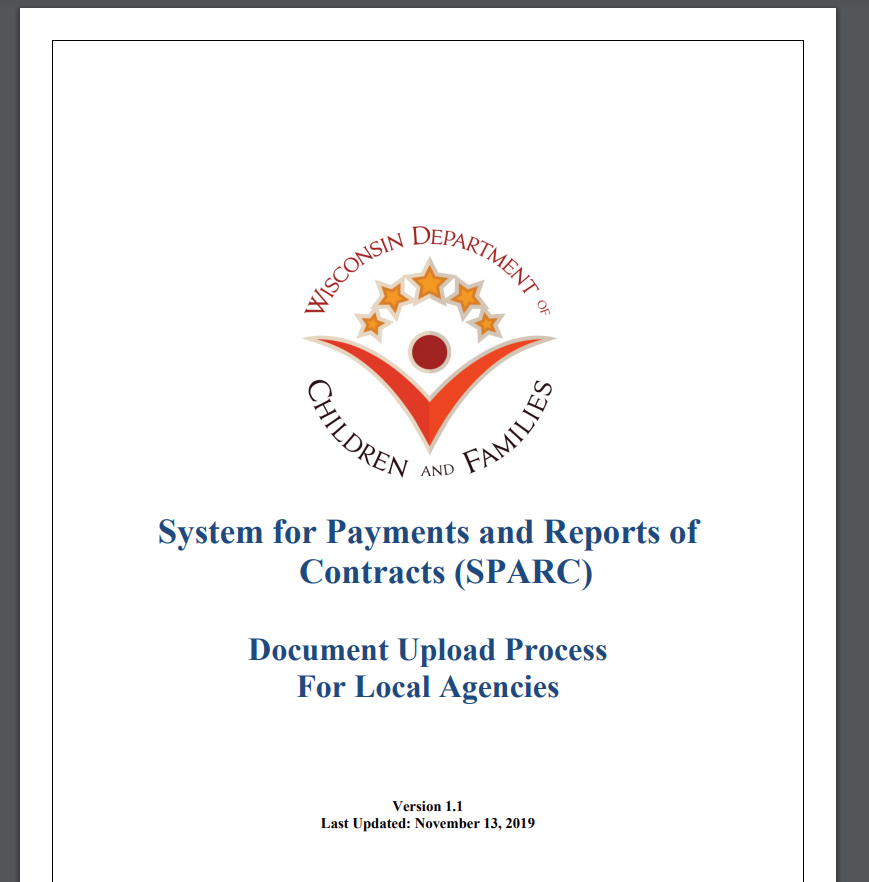 WISCONSIN DEPARTMENT OF
CHILDREN AND FAMILIES
System for Payments and Reports of
Contracts (SPARC)
Document Upload Process
For Local Agencies
Version 1.1
Last Updated: November 13, 2019